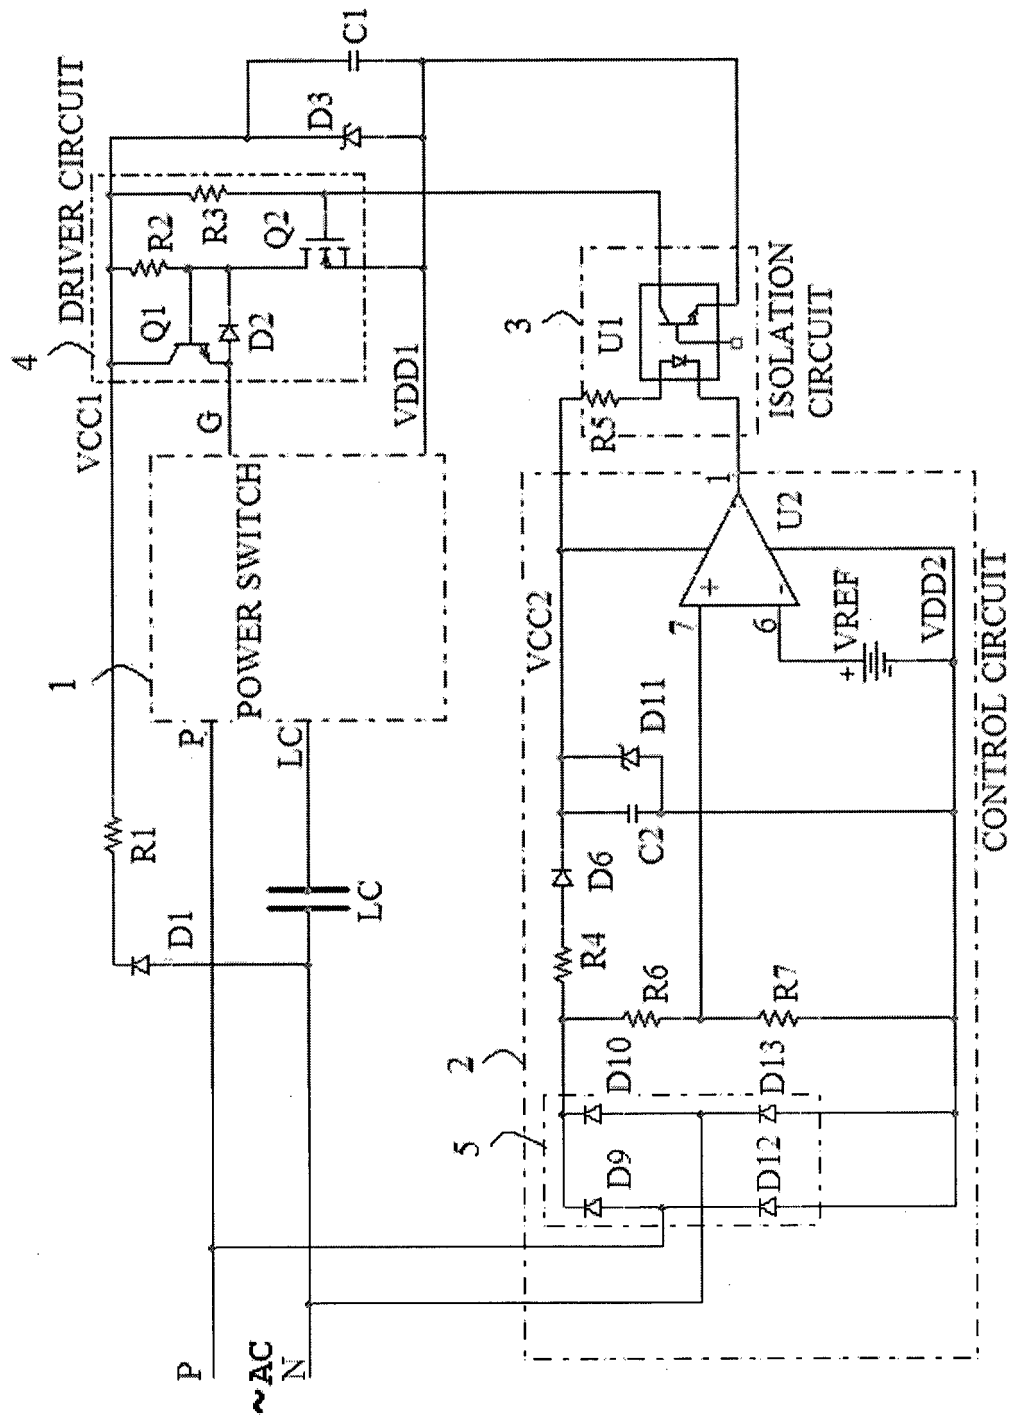 4
DRIVER CIRCUIT
VCC1
Q1
R2
D2
R3
Q2
D3
C1
G
VDD1
1
POWER SWITCH
P
LC
R1
D1
LC
P
~AC
N
3
U1
R5
ISOLATION
CIRCUIT
2
5
D9
D10
D12
D13
R4
D6
R6
R7
C2
D11
VCC2
7
+
-
6
1
U2
+
VREF
VDD2
CONTROL CIRCUIT